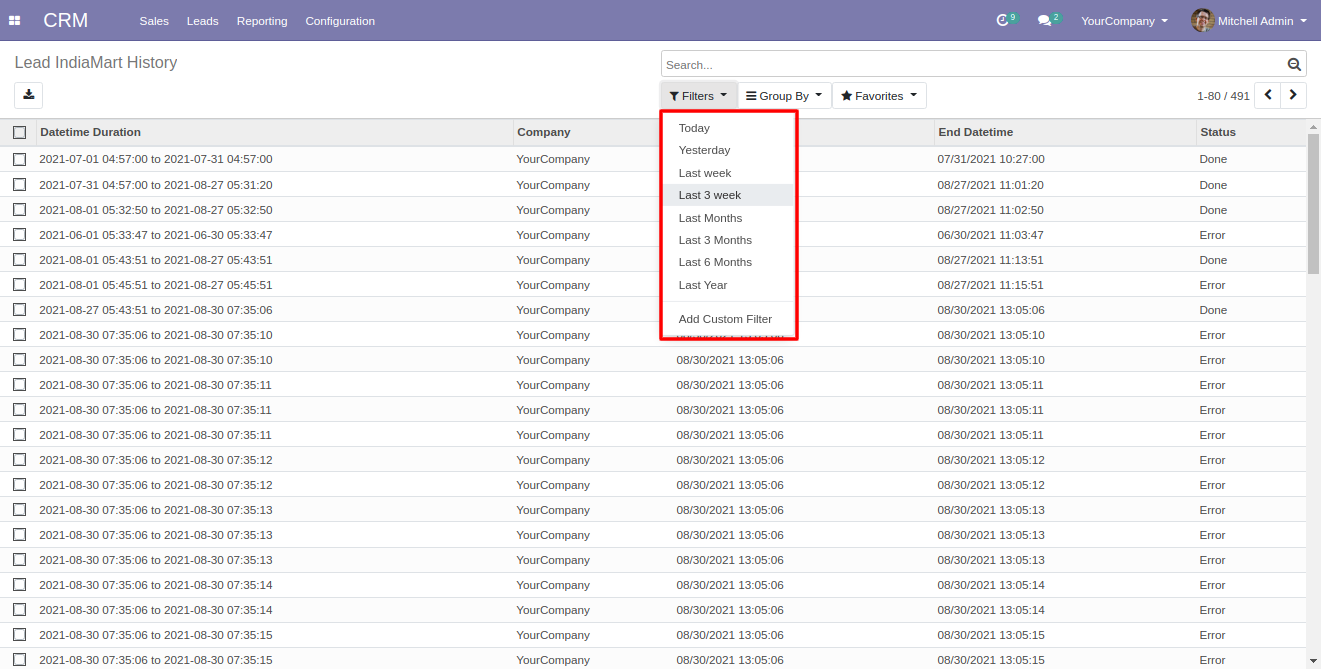 CRM Sales Leads Reporting Configuration 9 2 YourCompany Mitchell Admin
Lead IndiaMart History
Search...
Filters Group By Favorites 1-80 / 491
Datetime Duration Company End Datetime Status
Today
Yesterday
Last week
Last 3 week
Last Months
Last 3 Months
Last 6 Months
Last Year
Add Custom Filter
2021-07-01 04:57:00 to 2021-07-31 04:57:00 YourCompany 07/31/2021 10:27:00 Done
2021-07-31 04:57:00 to 2021-08-27 05:31:20 YourCompany 08/27/2021 11:01:20 Done
2021-08-01 05:32:50 to 2021-08-27 05:32:50 YourCompany 08/27/2021 11:02:50 Done
2021-06-01 05:33:47 to 2021-06-30 05:33:47 YourCompany 06/30/2021 11:03:47 Error
2021-08-01 05:43:51 to 2021-08-27 05:43:51 YourCompany 08/27/2021 11:13:51 Done
2021-08-01 05:45:51 to 2021-08-27 05:45:51 YourCompany 08/27/2021 11:15:51 Error
2021-08-27 05:43:51 to 2021-08-30 07:35:06 YourCompany 08/30/2021 13:05:06 Done
2021-08-30 07:35:06 to 2021-08-30 07:35:10 YourCompany 08/30/2021 13:05:10 Error
2021-08-30 07:35:06 to 2021-08-30 07:35:10 YourCompany 08/30/2021 13:05:06 08/30/2021 13:05:10 Error
2021-08-30 07:35:06 to 2021-08-30 07:35:11 YourCompany 08/30/2021 13:05:06 08/30/2021 13:05:11 Error
2021-08-30 07:35:06 to 2021-08-30 07:35:11 YourCompany 08/30/2021 13:05:06 08/30/2021 13:05:11 Error
2021-08-30 07:35:06 to 2021-08-30 07:35:11 YourCompany 08/30/2021 13:05:06 08/30/2021 13:05:11 Error
2021-08-30 07:35:06 to 2021-08-30 07:35:12 YourCompany 08/30/2021 13:05:06 08/30/2021 13:05:12 Error
2021-08-30 07:35:06 to 2021-08-30 07:35:12 YourCompany 08/30/2021 13:05:06 08/30/2021 13:05:12 Error
2021-08-30 07:35:06 to 2021-08-30 07:35:13 YourCompany 08/30/2021 13:05:06 08/30/2021 13:05:13 Error
2021-08-30 07:35:06 to 2021-08-30 07:35:13 YourCompany 08/30/2021 13:05:06 08/30/2021 13:05:13 Error
2021-08-30 07:35:06 to 2021-08-30 07:35:13 YourCompany 08/30/2021 13:05:06 08/30/2021 13:05:13 Error
2021-08-30 07:35:06 to 2021-08-30 07:35:14 YourCompany 08/30/2021 13:05:06 08/30/2021 13:05:14 Error
2021-08-30 07:35:06 to 2021-08-30 07:35:14 YourCompany 08/30/2021 13:05:06 08/30/2021 13:05:14 Error
2021-08-30 07:35:06 to 2021-08-30 07:35:15 YourCompany 08/30/2021 13:05:06 08/30/2021 13:05:15 Error
2021-08-30 07:35:06 to 2021-08-30 07:35:15 YourCompany 08/30/2021 13:05:06 08/30/2021 13:05:15 Error